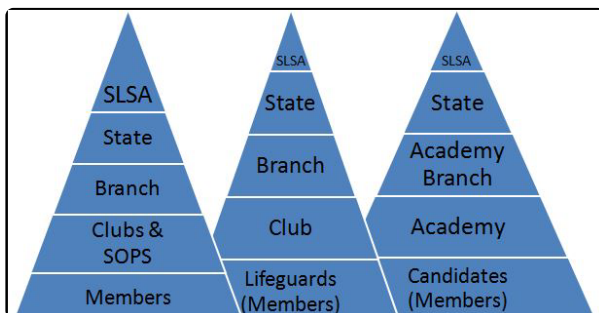 SLSA
State
Branch
Clubs &
SOPS
Members
SLSA
State
Branch
Club
Lifeguards
(Members)
SLSA
State
Academy
Branch
Academy
Candidates
(Members)